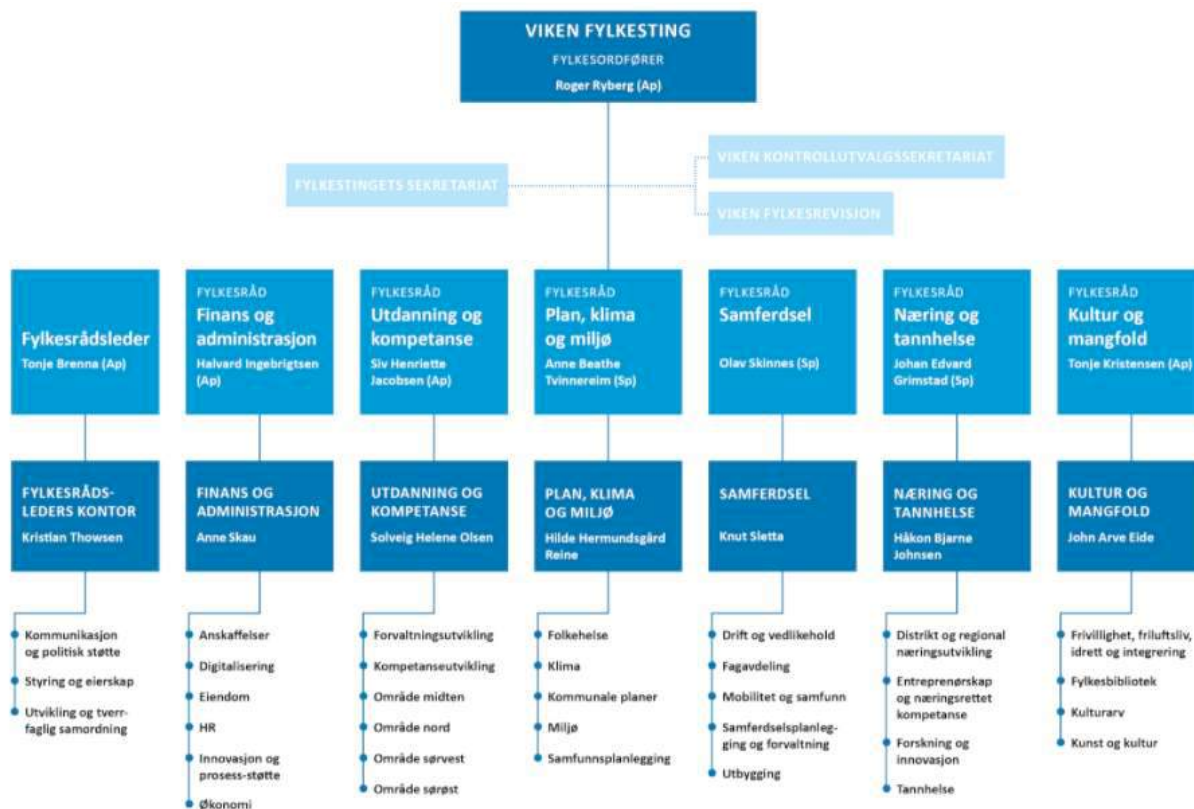 VIKEN FYLKESTING
FYLKESORDFØRER
Roger Ryberg (Ap)
FYLKESTINGETS SEKRETARIAT
VIKEN KONTROLLUTVALGSSEKRETARIAT
VIKEN FYLKESREVISJON
Fylkesrådsleder
Tonje Brenna (Ap)
FYLKESRÅD
Finans og
administrasjon
Halvard Ingebrigtsen
(Ap)
FYLKESRÅD
Utdanning og
kompetanse
Siv Henriette
Jacobsen (Ap)
FYLKESRÅD
Plan, klima
og miljø
Anne Beathe
Tvinnereim (Sp)
FYLKESRÅD
Samferdsel
Olav Skinnes (Sp)
FYLKESRÅD
Næring og
tannhelse
Johan Edvard
Grimstad (Sp)
FYLKESRÅD
Kultur og
mangfold
Tonje Kristensen (Ap)
FYLKESRÅDS-
LEDERS KONTOR
Kristian Thowsen
FINANS OG
ADMINISTRASJON
Anne Skau
UTDANNING OG
KOMPETANSE
Solveig Helene Olsen
PLAN, KLIMA
OG MILJØ
Hilde Hermundsgård
Reine
SAMFERDSEL
Knut Sletta
NÆRING OG
TANNHELSE
Håkon Bjarne
Johnsen
KULTUR OG
MANGFOLD
John Arve Eide
Kommunikasjon
og politisk støtte
Styring og eierskap
Utvikling og tverr-
faglig samordning
Anskaffelser
Digitalisering
Eiendom
HR
Innovasjon og
prosess-støtte
Økonomi
Forvaltningsutvikling
Kompetanseutvikling
Område midten
Område nord
Område sørvest
Område sørøst
Folkehelse
Klima
Kommunale planer
Miljø
Samfunnsplanlegging
Drift og vedlikehold
Fagavdeling
Mobilitet og samfunn
Samferdselsplanleg-
ging og forvaltning
Utbygging
Distrikt og regional
næringsutvikling
Entreprenørskap
og næringsrettet
kompetanse
Forskning og
innovasjon
Tannhelse
Frivillighet, friluftsliv,
idrett og integrering
Fylkesbibliotek
Kulturarv
Kunst og kultur